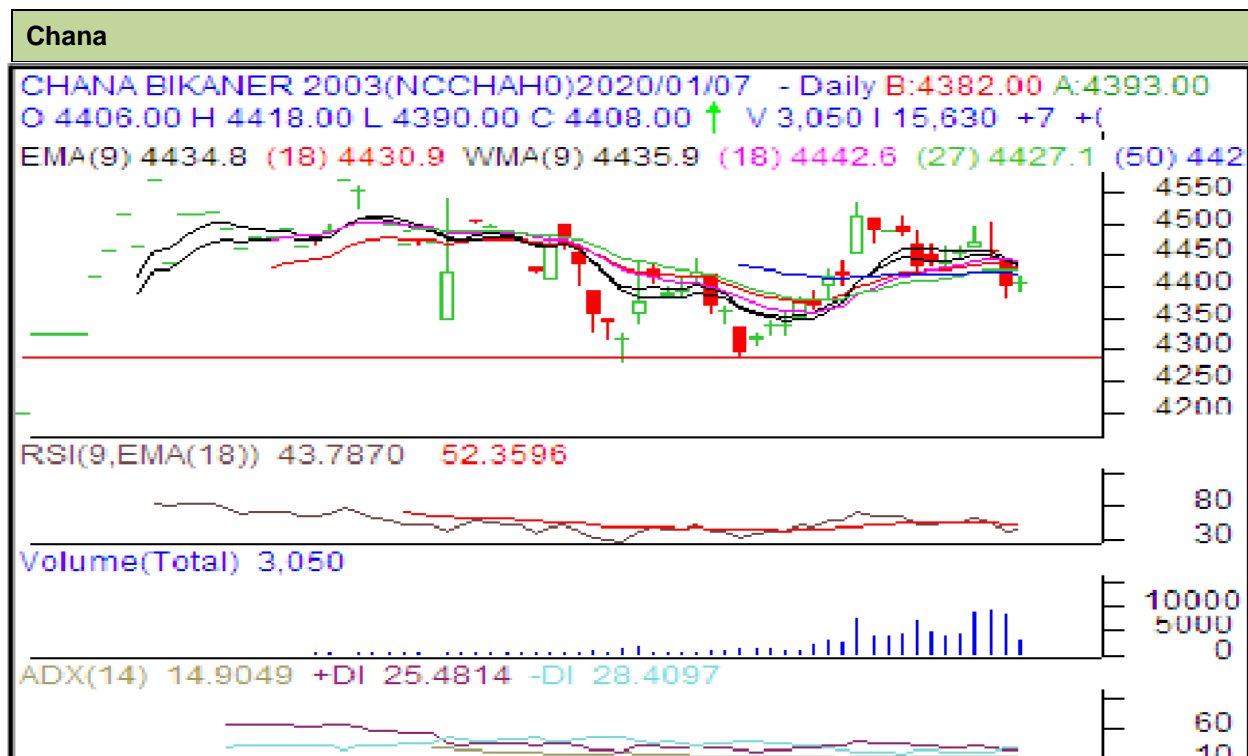 Chana
CHANA BIKANER 2003(NCCHAH0)2020/01/07 - Daily B:4382.00 A:4393.00
O 4406.00 H 4418.00 L 4390.00 C 4408.00 V 3,050 I 15,630 +7
EMA(9) 4434.8 (18) 4430.9 WMA(9) 4435.9 (18) 4442.6 (27) 4427.1 (50) 442
4550
4500
4450
4400
4350
4300
4250
4200
RSI(9,EMA(18)) 43.7870 52.3596
80
30
Volume(Total) 3,050
10000
5000
0
ADX(14) 14.9049 +DI 25.4814 -DI 28.4097
60
10